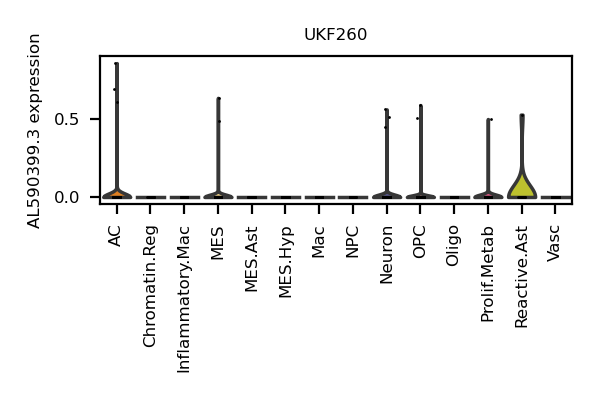 UKF260
AL590399.3 expression
0.5
0.0
AC
Chromatin.Reg
Inflammatory.Mac
MES
MES.Ast
MES.Hyp
Mac
NPC
Neuron
OPC
Oligo
Prolif.Metab
Reactive.Ast
Vasc